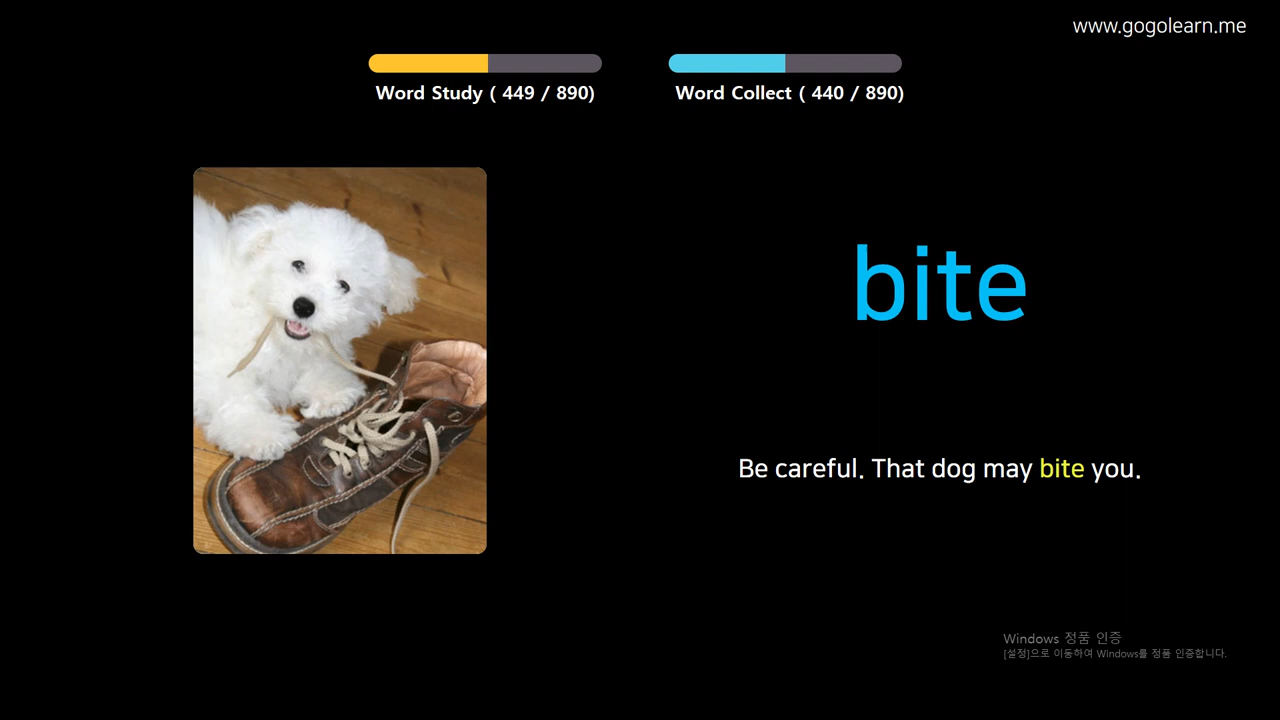 www.gogolearn.me
Word Study ( 449 / 890)
Word Collect ( 440 / 890)
bite
Be careful. That dog may bite you.
Windows 정품 인증
[설정]으로 이동하여 Windows를 정품 인증합니다.